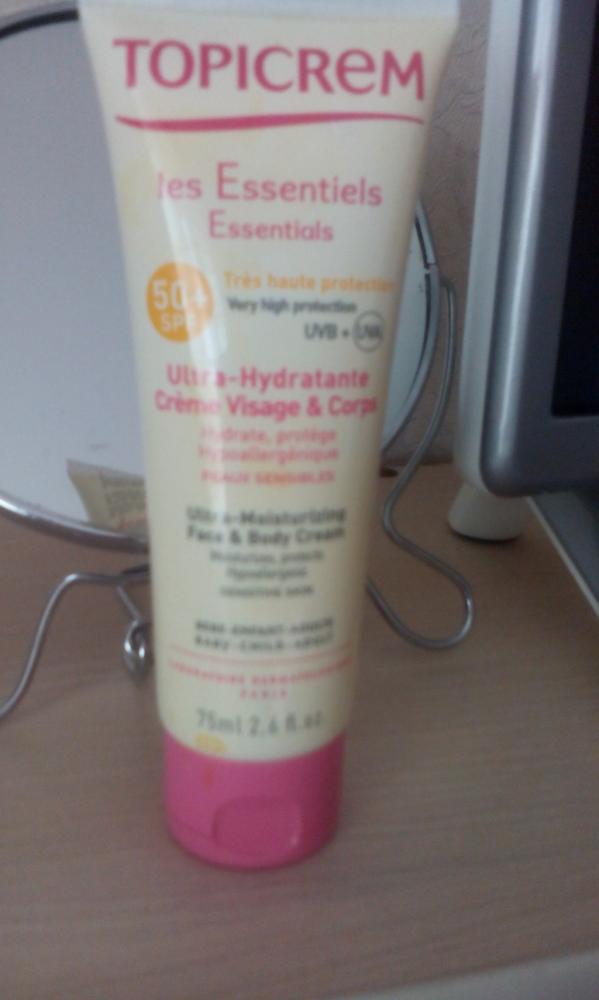 TOPICREM
les Essentiels
Essentials
50+
SPF
Très haute protection
Very high protection
UVB + UVA
Ultra-Hydratante
Crème Visage & Corps
Hydrate, protège
Hypoallergénique
PEAUX SENSIBLES
Ultra-Moisturizing
Face & Body Cream
Moisturizes, protects
Hypoallergenic
SENSITIVE SKIN
BÉBÉ-ENFANT-ADULTE
BABY-CHILD-ADULT
LABORATOIRE DERMATOLOGIQUE
PARIS
75ml 2.6 fl.oz.